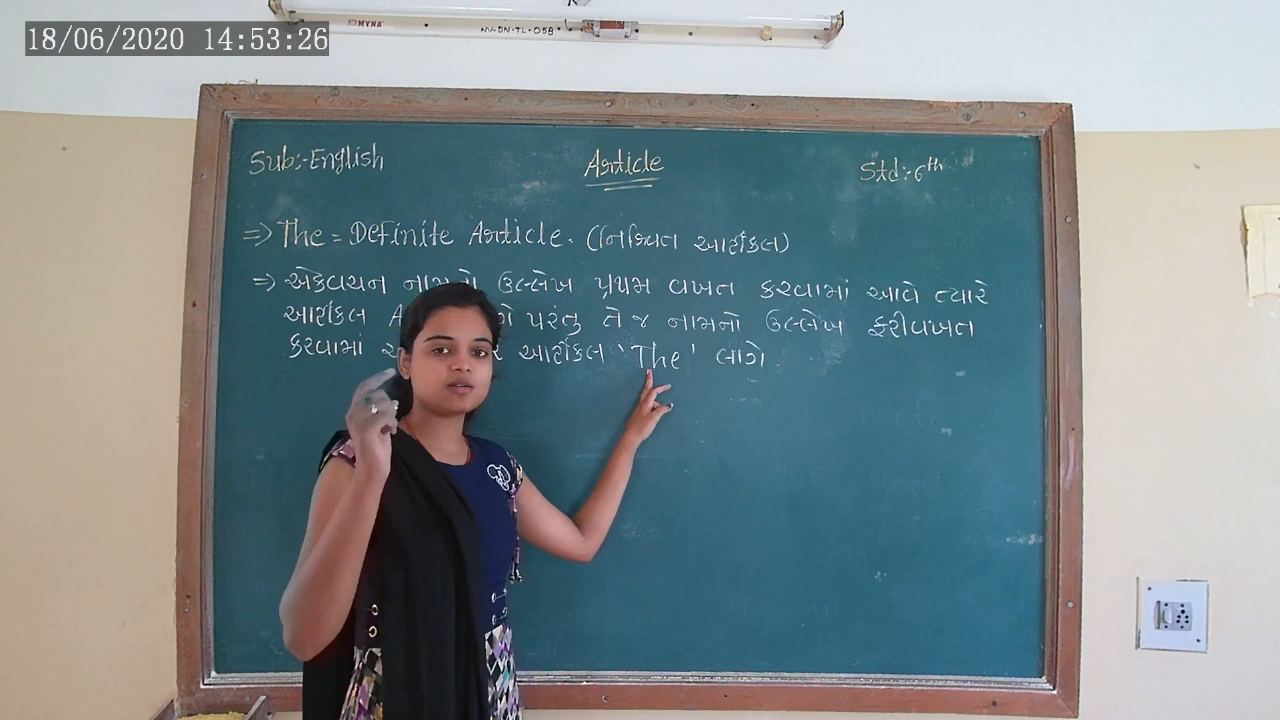 18/06/2020 14:53:26
MYNA NV-DN-TL-058
Sub:-English Article Std:-6th
⇒ The = Definite Article. (નિશ્ચિત આર્ટીકલ)
⇒ એકવચન ઉલ્લેખ પ્રથમ વખત કરવામાં આવે ત્યારે
આર્ટીકલ પરંતુ તે જ નામનો ઉલ્લેખ ફરીવખત
કરવામાં આર્ટીકલ 'The' લાગે.